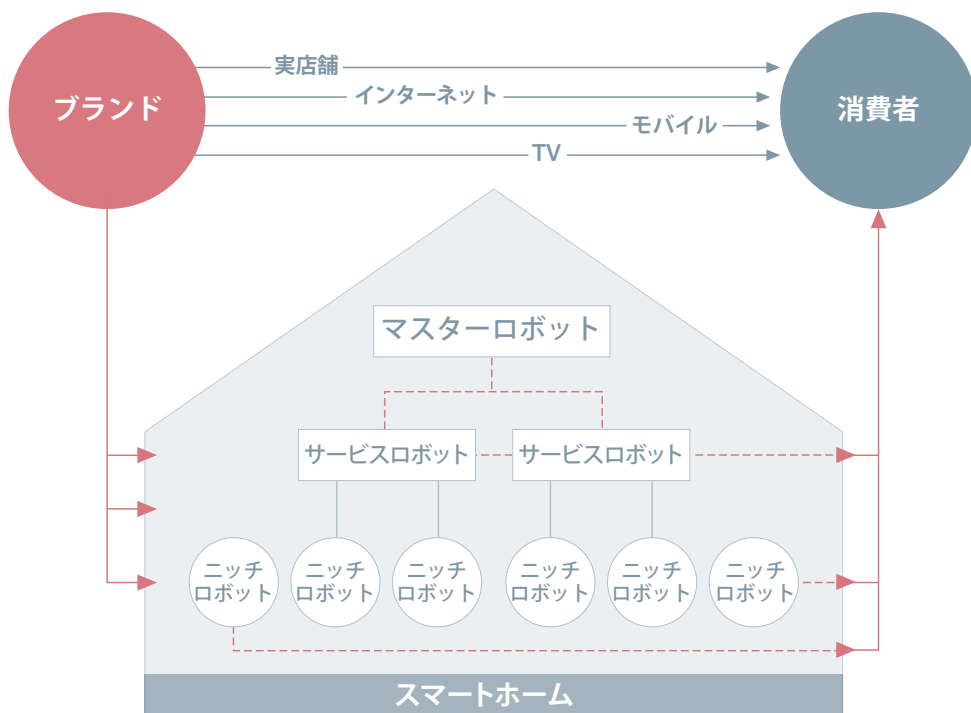 ブランド
実店舗
インターネット
モバイル
TV
消費者
マスターロボット
サービスロボット
サービスロボット
ニッチ
ロボット
ニッチ
ロボット
ニッチ
ロボット
ニッチ
ロボット
ニッチ
ロボット
ニッチ
ロボット
スマートホーム